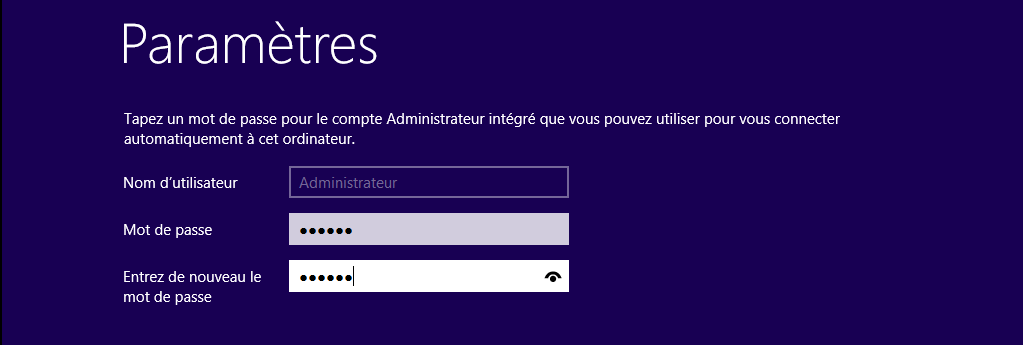 Paramètres
Tapez un mot de passe pour le compte Administrateur intégré que vous pouvez utiliser pour vous connecter
automatiquement à cet ordinateur.
Nom d'utilisateur
Administrateur
Mot de passe
••••••
Entrez de nouveau le
mot de passe
••••••